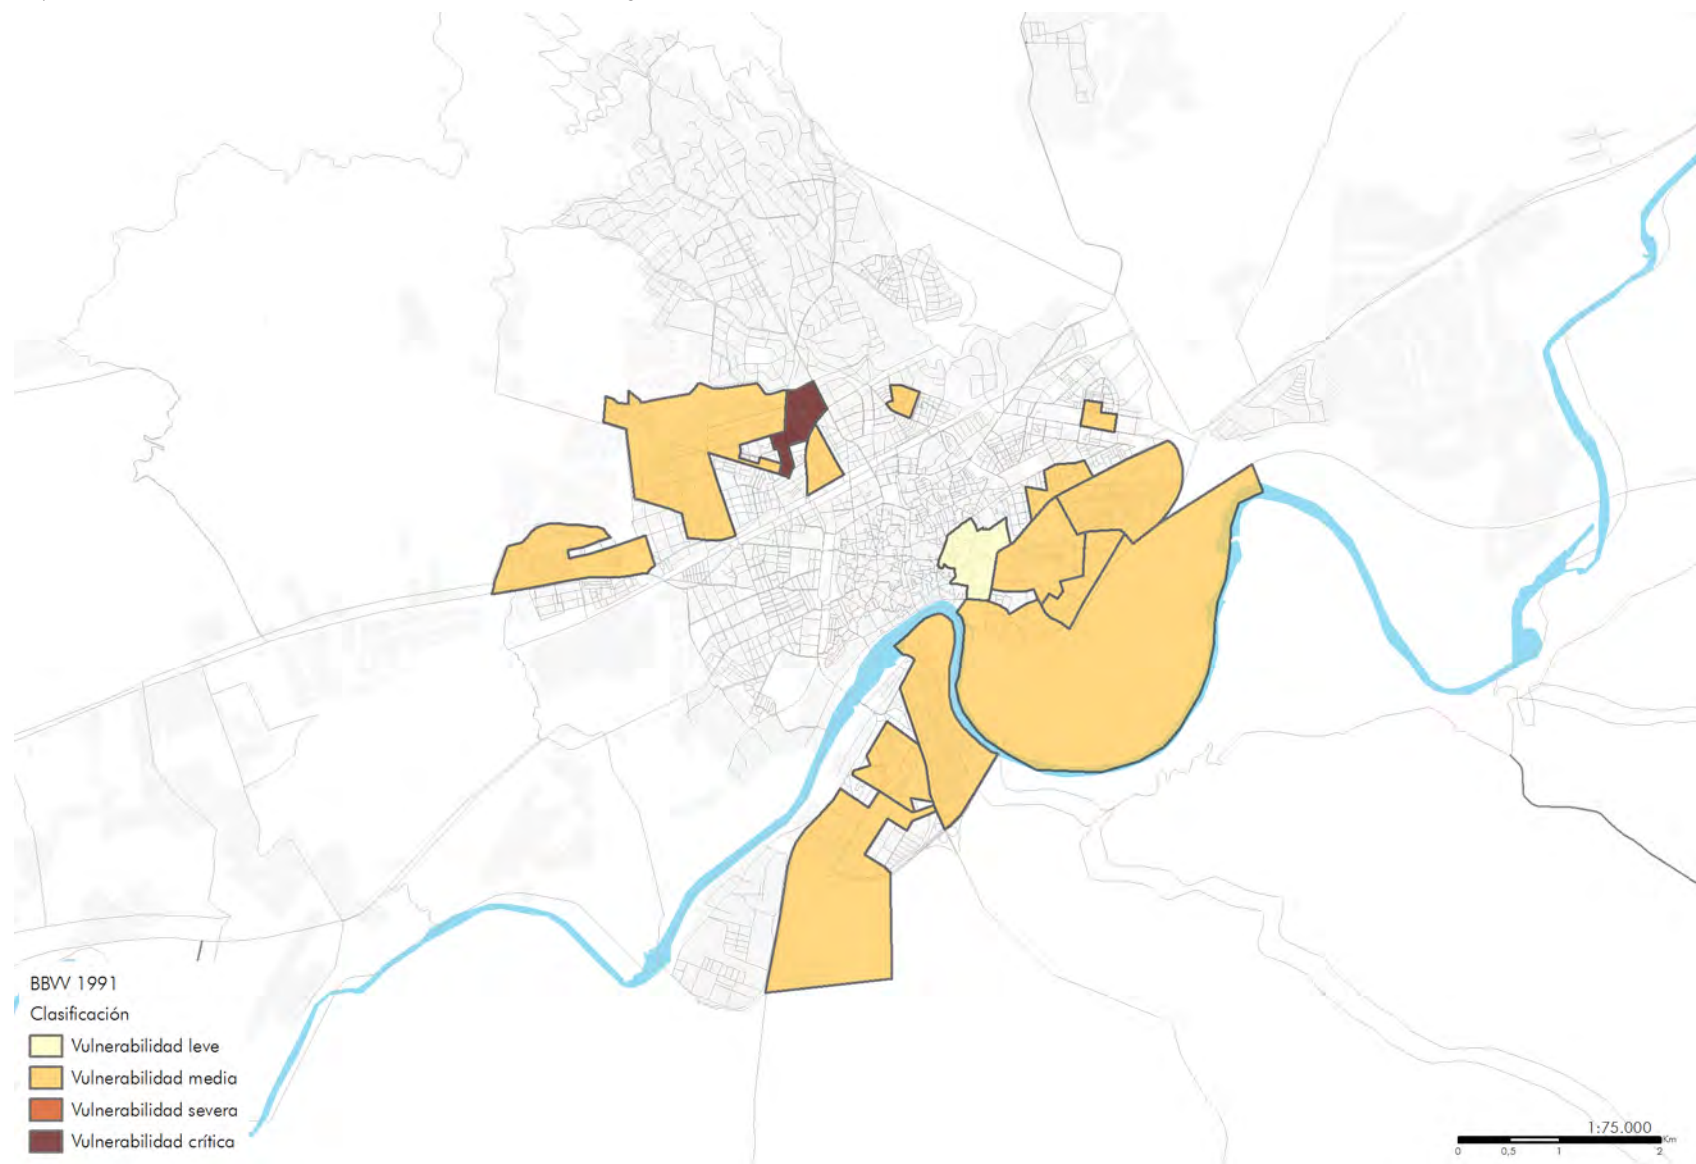 BBVV 1991
Clasificación
Vulnerabilidad leve
Vulnerabilidad media
Vulnerabilidad severa
Vulnerabilidad crítica
1:75.000
Km
0 0,5 1 2